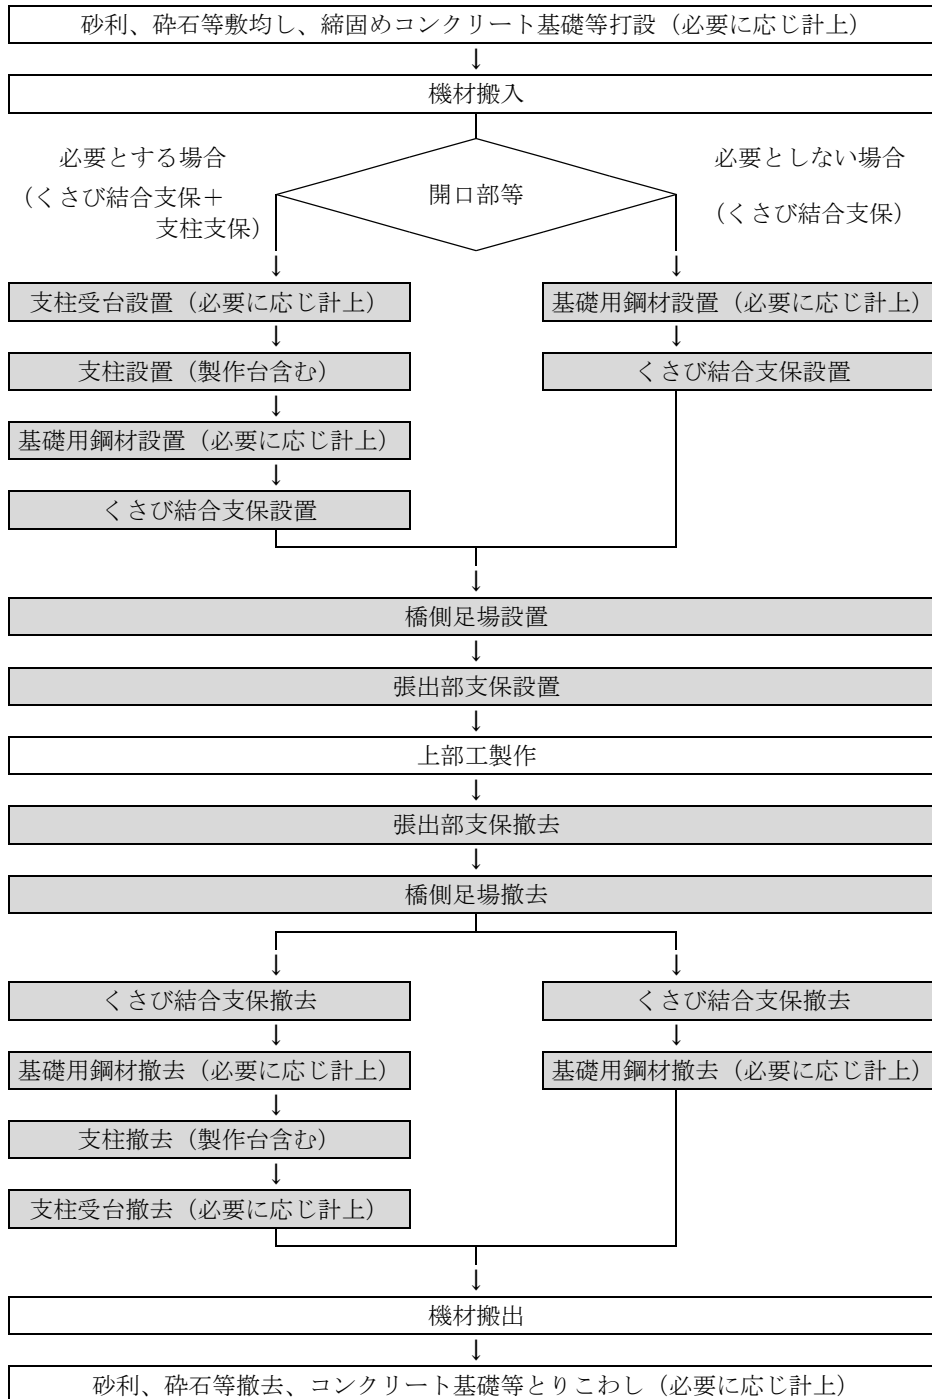 砂利、砕石等敷均し、締固めコンクリート基礎等打設（必要に応じ計上）
↓
機材搬入
必要とする場合
（くさび結合支保＋
支柱支保）
開口部等
必要としない場合
（くさび結合支保）
↓
↓
支柱受台設置（必要に応じ計上）
基礎用鋼材設置（必要に応じ計上）
↓
↓
支柱設置（製作台含む）
くさび結合支保設置
↓
基礎用鋼材設置（必要に応じ計上）
↓
くさび結合支保設置
↓
橋側足場設置
↓
張出部支保設置
↓
上部工製作
↓
張出部支保撤去
↓
橋側足場撤去
↓
↓
くさび結合支保撤去
くさび結合支保撤去
↓
↓
基礎用鋼材撤去（必要に応じ計上）
基礎用鋼材撤去（必要に応じ計上）
↓
支柱撤去（製作台含む）
↓
支柱受台撤去（必要に応じ計上）
↓
機材搬出
↓
砂利、砕石等撤去、コンクリート基礎等とりこわし（必要に応じ計上）